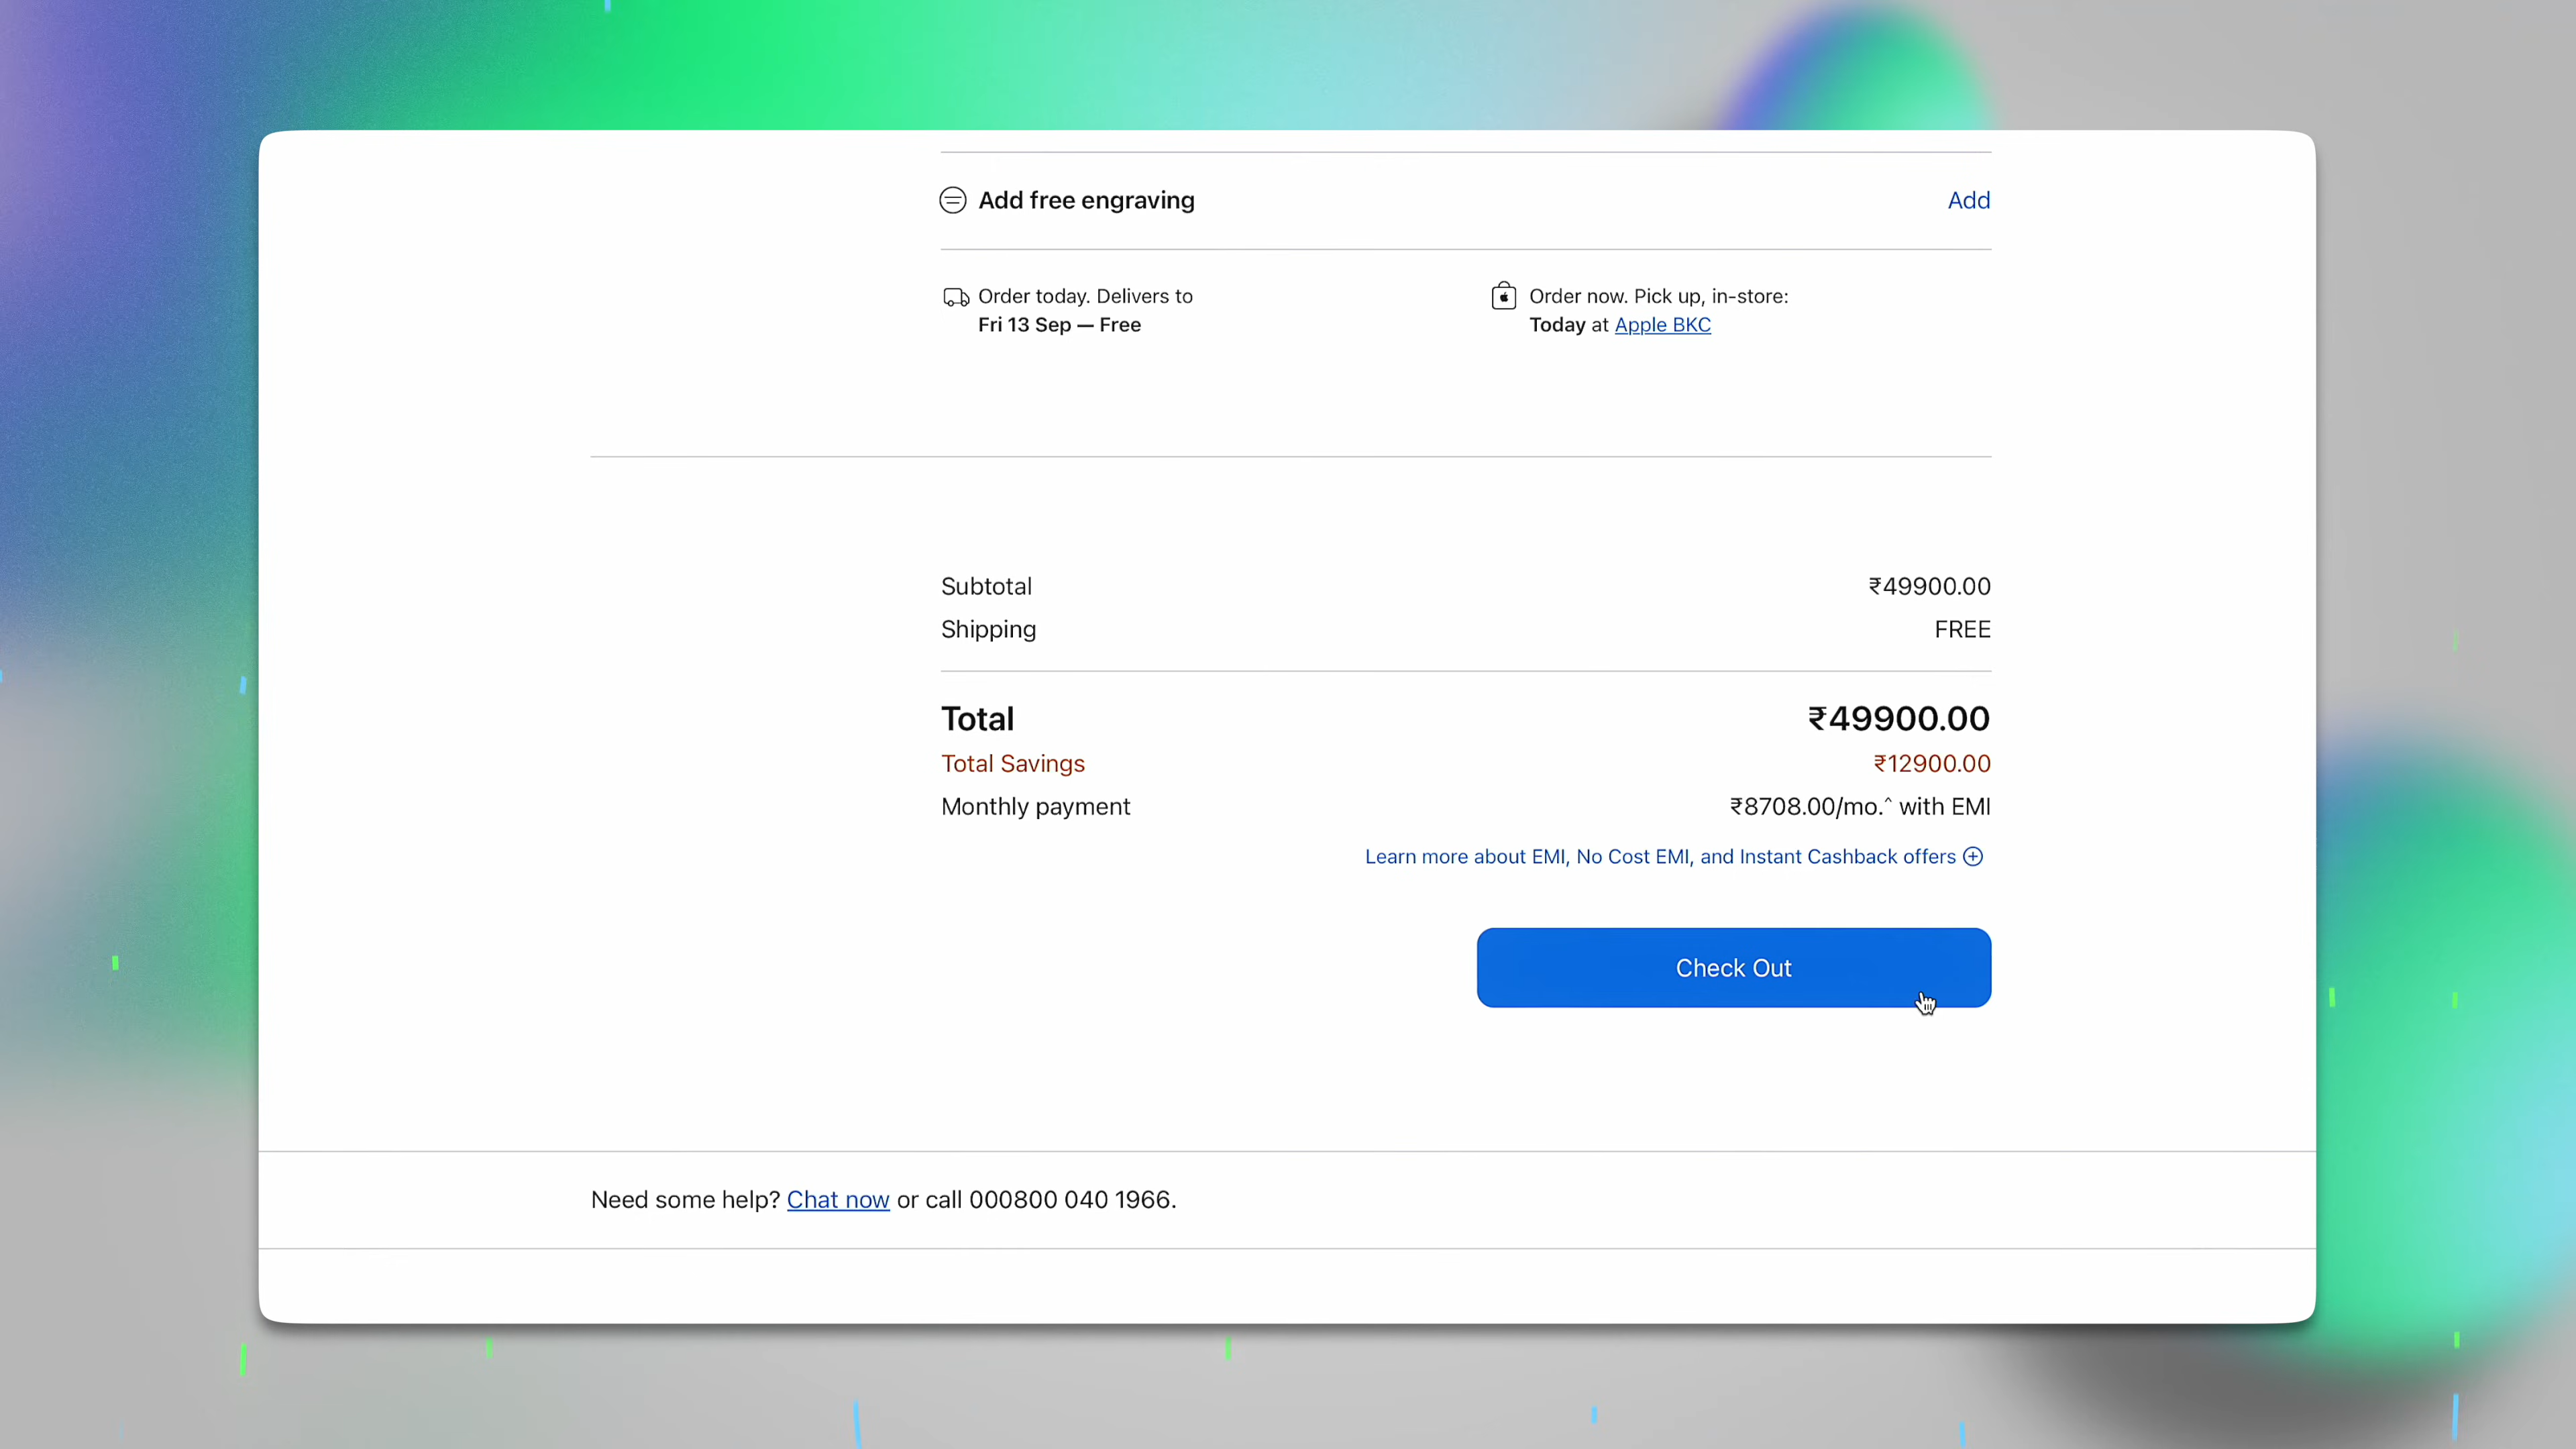 Add free engraving Add
Order today. Delivers to
Fri 13 Sep — Free
Order now. Pick up, in-store:
Today at Apple BKC
Subtotal ₹49900.00
Shipping FREE
Total ₹49900.00
Total Savings ₹12900.00
Monthly payment ₹8708.00/mo.^ with EMI
Learn more about EMI, No Cost EMI, and Instant Cashback offers
Check Out
Need some help? Chat now or call 000800 040 1966.